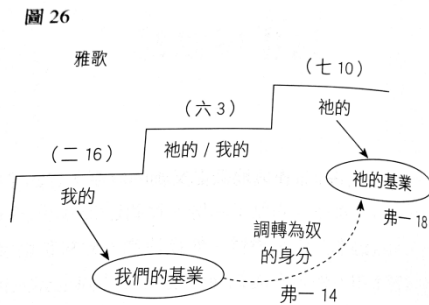 圖 26
雅歌
（七 10）
（六 3）
祂的
（二 16）
祂的 / 我的
我的
祂的基業
弗一 18
調轉為奴
的身分
我們的基業
弗一 14